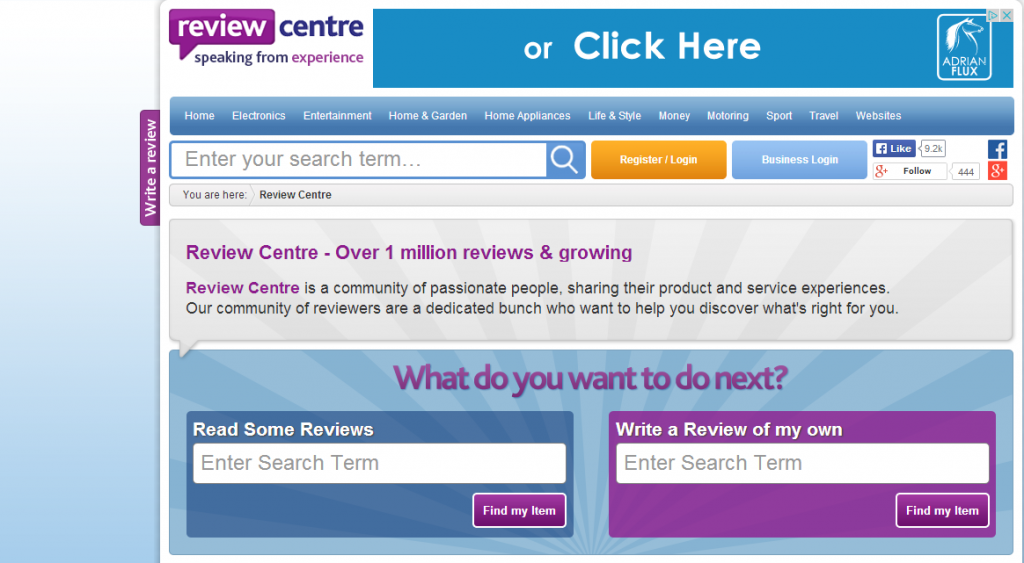 review centre
speaking from experience
or Click Here
ADRIAN
FLUX
Home Electronics Entertainment Home & Garden Home Appliances Life & Style Money Motoring Sport Travel Websites
Write a review
Enter your search term...
Register / Login
Business Login
Like 9.2k
Follow 444
You are here: Review Centre
Review Centre - Over 1 million reviews & growing
Review Centre is a community of passionate people, sharing their product and service experiences.
Our community of reviewers are a dedicated bunch who want to help you discover what's right for you.
What do you want to do next?
Read Some Reviews
Enter Search Term
Find my Item
Write a Review of my own
Enter Search Term
Find my Item